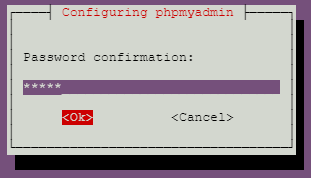 Configuring phpmyadmin
Password confirmation:
*****
<Ok> <Cancel>